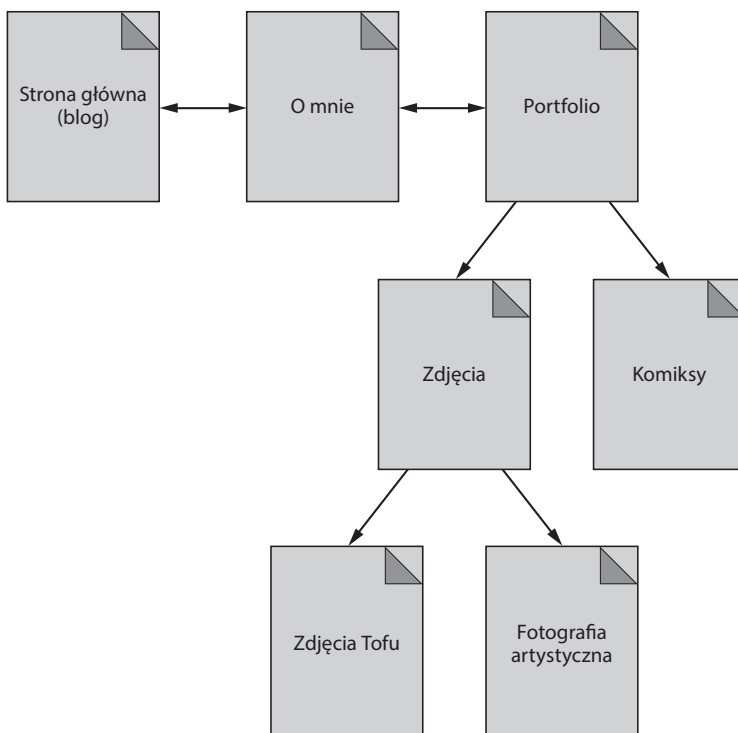 Strona główna
(blog)
O mnie
Portfolio
Zdjęcia
Komiksy
Zdjęcia Tofu
Fotografia
artystyczna